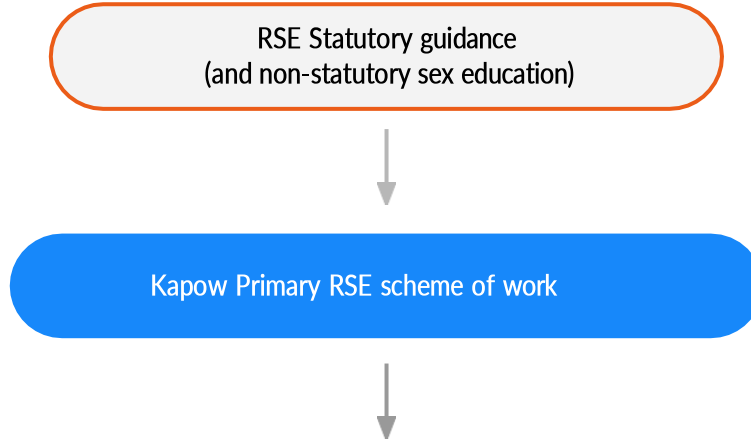 RSE Statutory guidance
(and non-statutory sex education)
Kapow Primary RSE scheme of work